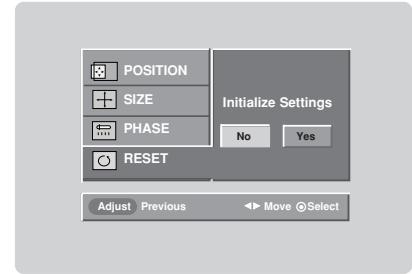 POSITION
SIZE
PHASE
RESET
Initialize Settings
No Yes
Adjust Previous ◄► Move ⊙Select